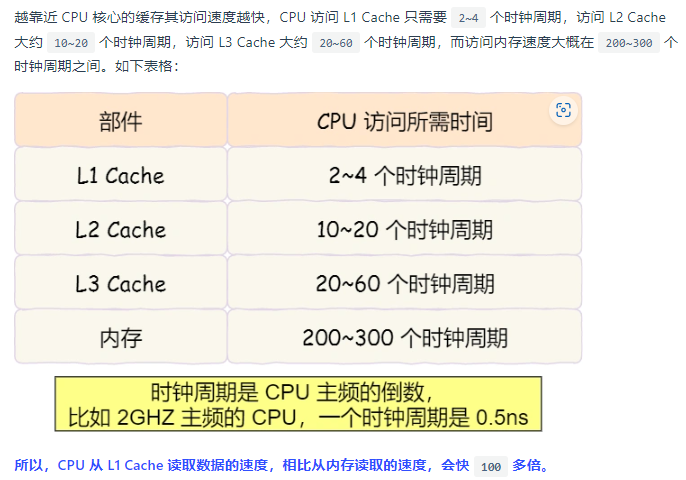 越靠近 CPU 核心的缓存其访问速度越快，CPU 访问 L1 Cache 只需要 2~4 个时钟周期，访问 L2 Cache
大约 10~20 个时钟周期，访问 L3 Cache 大约 20~60 个时钟周期，而访问内存速度大概在 200~300 个
时钟周期之间。如下表格：
部件 CPU 访问所需时间
L1 Cache 2~4 个时钟周期
L2 Cache 10~20 个时钟周期
L3 Cache 20~60 个时钟周期
内存 200~300 个时钟周期
时钟周期是 CPU 主频的倒数，
比如 2GHZ 主频的 CPU，一个时钟周期是 0.5ns
所以，CPU 从 L1 Cache 读取数据的速度，相比从内存读取的速度，会快 100 多倍。